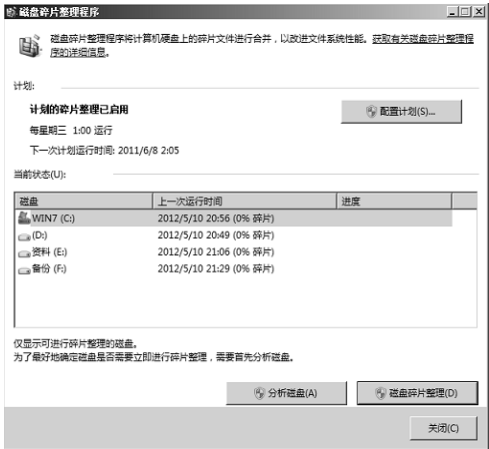 磁盘碎片整理程序
磁盘碎片整理程序将计算机硬盘上的碎片文件进行合并，以改进文件系统性能。获取有关磁盘碎片整理程
序的详细信息。
计划:
计划的碎片整理已启用
配置计划(S)...
每星期三 1:00 运行
下一次计划运行时间: 2011/6/8 2:05
当前状态(U):
磁盘 上一次运行时间 进度
WIN7 (C:) 2012/5/10 20:56 (0% 碎片)
(D:) 2012/5/10 20:49 (0% 碎片)
资料 (E:) 2012/5/10 21:06 (0% 碎片)
备份 (F:) 2012/5/10 21:29 (0% 碎片)
仅显示可进行碎片整理的磁盘。
为了最好地确定磁盘是否需要立即进行碎片整理，需要首先分析磁盘。
分析磁盘(A) 磁盘碎片整理(D)
关闭(C)